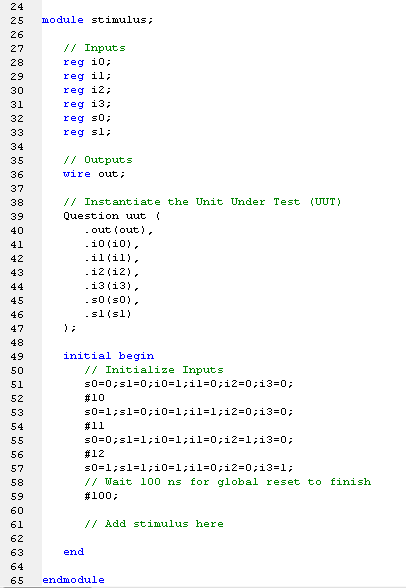 24
25 module stimulus;
26
27 // Inputs
28 reg i0;
29 reg i1;
30 reg i2;
31 reg i3;
32 reg s0;
33 reg s1;
34
35 // Outputs
36 wire out;
37
38 // Instantiate the Unit Under Test (UUT)
39 Question uut (
40 .out(out),
41 .i0(i0),
42 .i1(i1),
43 .i2(i2),
44 .i3(i3),
45 .s0(s0),
46 .s1(s1)
47 );
48
49 initial begin
50 // Initialize Inputs
51 s0=0;s1=0;i0=1;i1=0;i2=0;i3=0;
52 #10
53 s0=1;s1=0;i0=1;i1=1;i2=0;i3=0;
54 #11
55 s0=0;s1=1;i0=1;i1=0;i2=1;i3=0;
56 #12
57 s0=1;s1=1;i0=1;i1=0;i2=0;i3=1;
58 // Wait 100 ns for global reset to finish
59 #100;
60
61 // Add stimulus here
62
63 end
64
65 endmodule